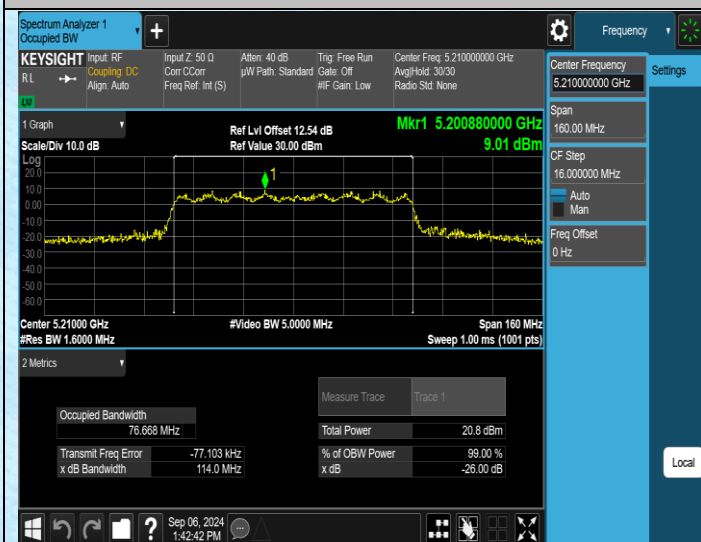 Spectrum Analyzer 1
Occupied BW
Frequency
KEYSIGHT
RL
LXI
Input: RF
Coupling: DC
Align: Auto
Input Z: 50 Ω
Corr CCorr
Freq Ref: Int (S)
Atten: 40 dB
µW Path: Standard
Trig: Free Run
Gate: Off
#IF Gain: Low
Center Freq: 5.210000000 GHz
Avg|Hold: 30/30
Radio Std: None
Center Frequency
5.210000000 GHz
Settings
Span
160.00 MHz
CF Step
16.000000 MHz
Auto
Man
Freq Offset
0 Hz
1 Graph
Scale/Div 10.0 dB
Ref Lvl Offset 12.54 dB
Ref Value 30.00 dBm
Mkr1 5.200880000 GHz
9.01 dBm
Log
20.0
10.0
0.00
-10.0
-20.0
-30.0
-40.0
-50.0
-60.0
1
Center 5.21000 GHz
#Res BW 1.6000 MHz
#Video BW 5.0000 MHz
Span 160 MHz
Sweep 1.00 ms (1001 pts)
2 Metrics
Measure Trace
Trace 1
Occupied Bandwidth
76.668 MHz
Total Power
20.8 dBm
Transmit Freq Error
-77.103 kHz
% of OBW Power
99.00 %
x dB Bandwidth
114.0 MHz
x dB
-26.00 dB
Local
?
Sep 06, 2024
1:42:42 PM